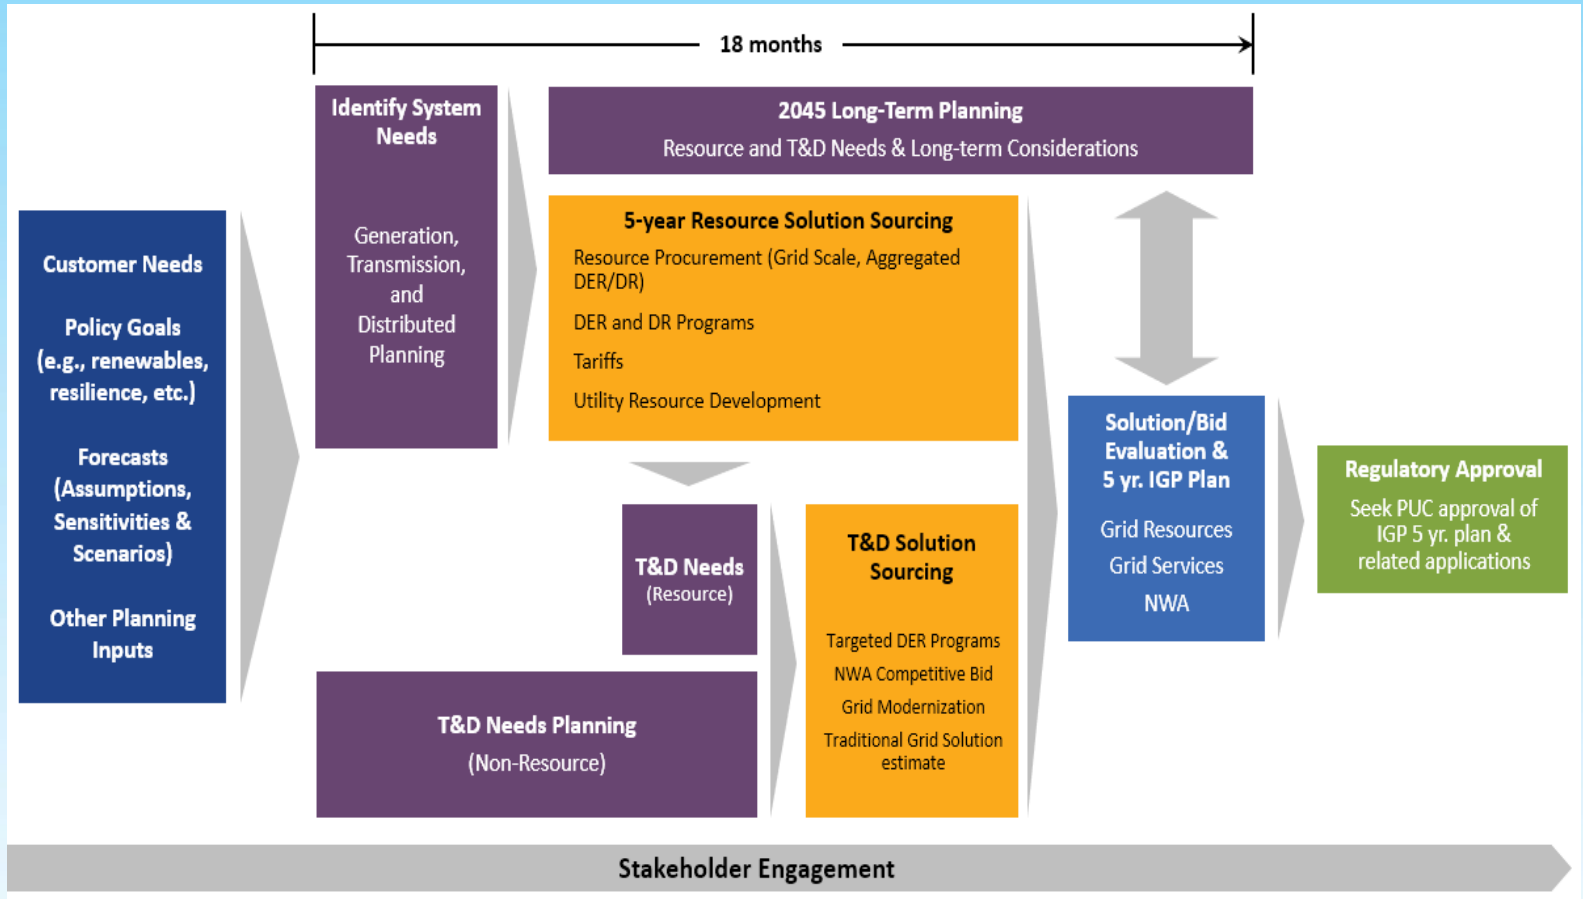 18 months
Identify System
Needs
Generation,
Transmission,
and
Distributed
Planning
2045 Long-Term Planning
Resource and T&D Needs & Long-term Considerations
Customer Needs
Policy Goals
(e.g., renewables,
resilience, etc.)
Forecasts
(Assumptions,
Sensitivities &
Scenarios)
Other Planning
Inputs
5-year Resource Solution Sourcing
Resource Procurement (Grid Scale, Aggregated
DER/DR)
DER and DR Programs
Tariffs
Utility Resource Development
T&D Needs
(Resource)
T&D Needs Planning
(Non-Resource)
T&D Solution
Sourcing
Targeted DER Programs
NWA Competitive Bid
Grid Modernization
Traditional Grid Solution
estimate
Solution/Bid
Evaluation &
5 yr. IGP Plan
Grid Resources
Grid Services
NWA
Regulatory Approval
Seek PUC approval of
IGP 5 yr. plan &
related applications
Stakeholder Engagement